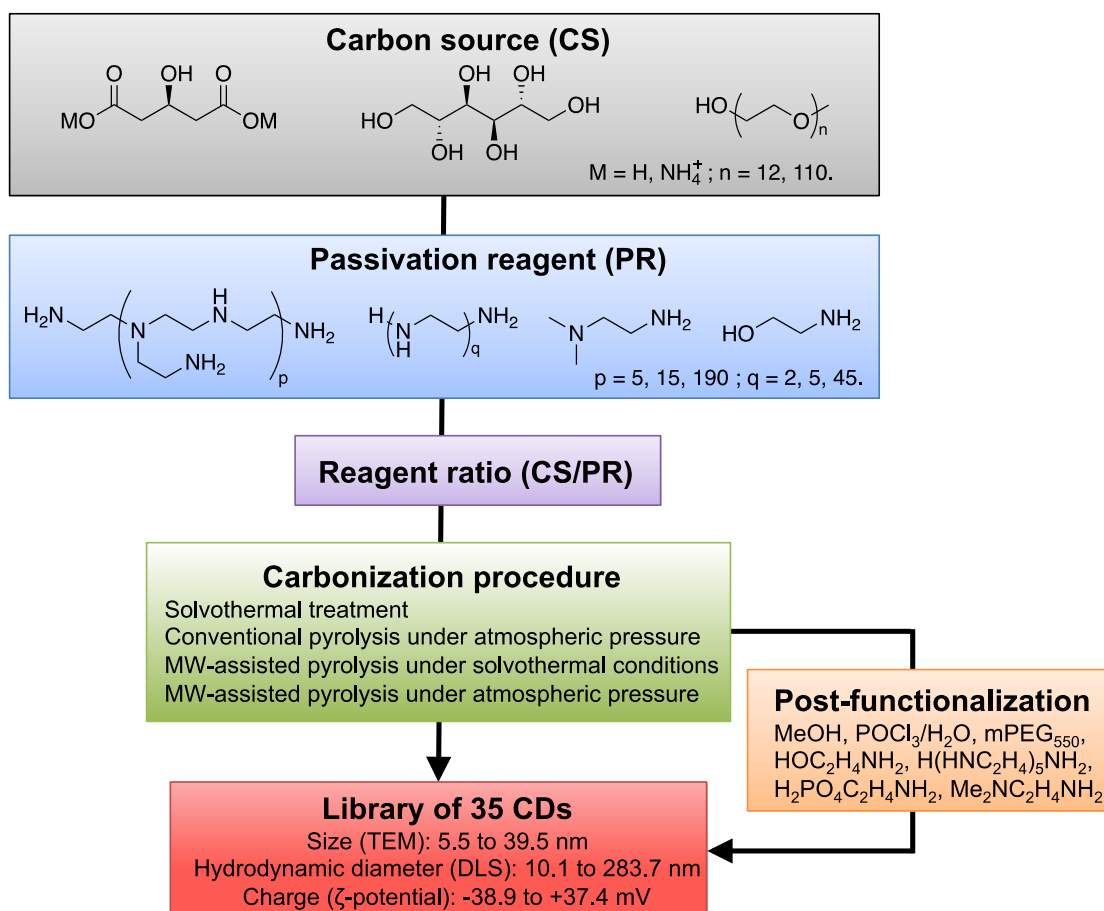 Carbon source (CS)
O OH O
MO OM
OH OH
HO OH
OH OH
HO ( O )n
M = H, NH₄⁺ ; n = 12, 110.
Passivation reagent (PR)
H₂N ( N H N )p NH₂
NH₂
H ( N H )q NH₂
N NH₂
HO NH₂
p = 5, 15, 190 ; q = 2, 5, 45.
Reagent ratio (CS/PR)
Carbonization procedure
Solvothermal treatment
Conventional pyrolysis under atmospheric pressure
MW-assisted pyrolysis under solvothermal conditions
MW-assisted pyrolysis under atmospheric pressure
Post-functionalization
MeOH, POCl₃/H₂O, mPEG₅₅₀,
HOC₂H₄NH₂, H(HNC₂H₄)₅NH₂,
H₂PO₄C₂H₄NH₂, Me₂NC₂H₄NH₂
Library of 35 CDs
Size (TEM): 5.5 to 39.5 nm
Hydrodynamic diameter (DLS): 10.1 to 283.7 nm
Charge (ζ-potential): -38.9 to +37.4 mV